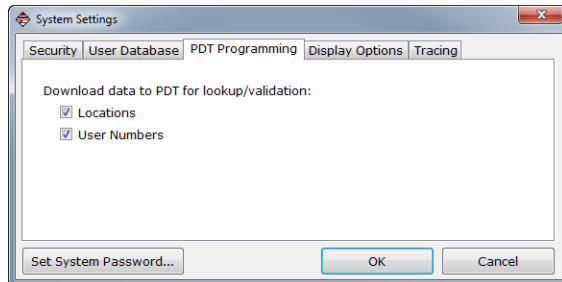 System Settings
Security User Database PDT Programming Display Options Tracing
Download data to PDT for lookup/validation:
Locations
User Numbers
Set System Password... OK Cancel